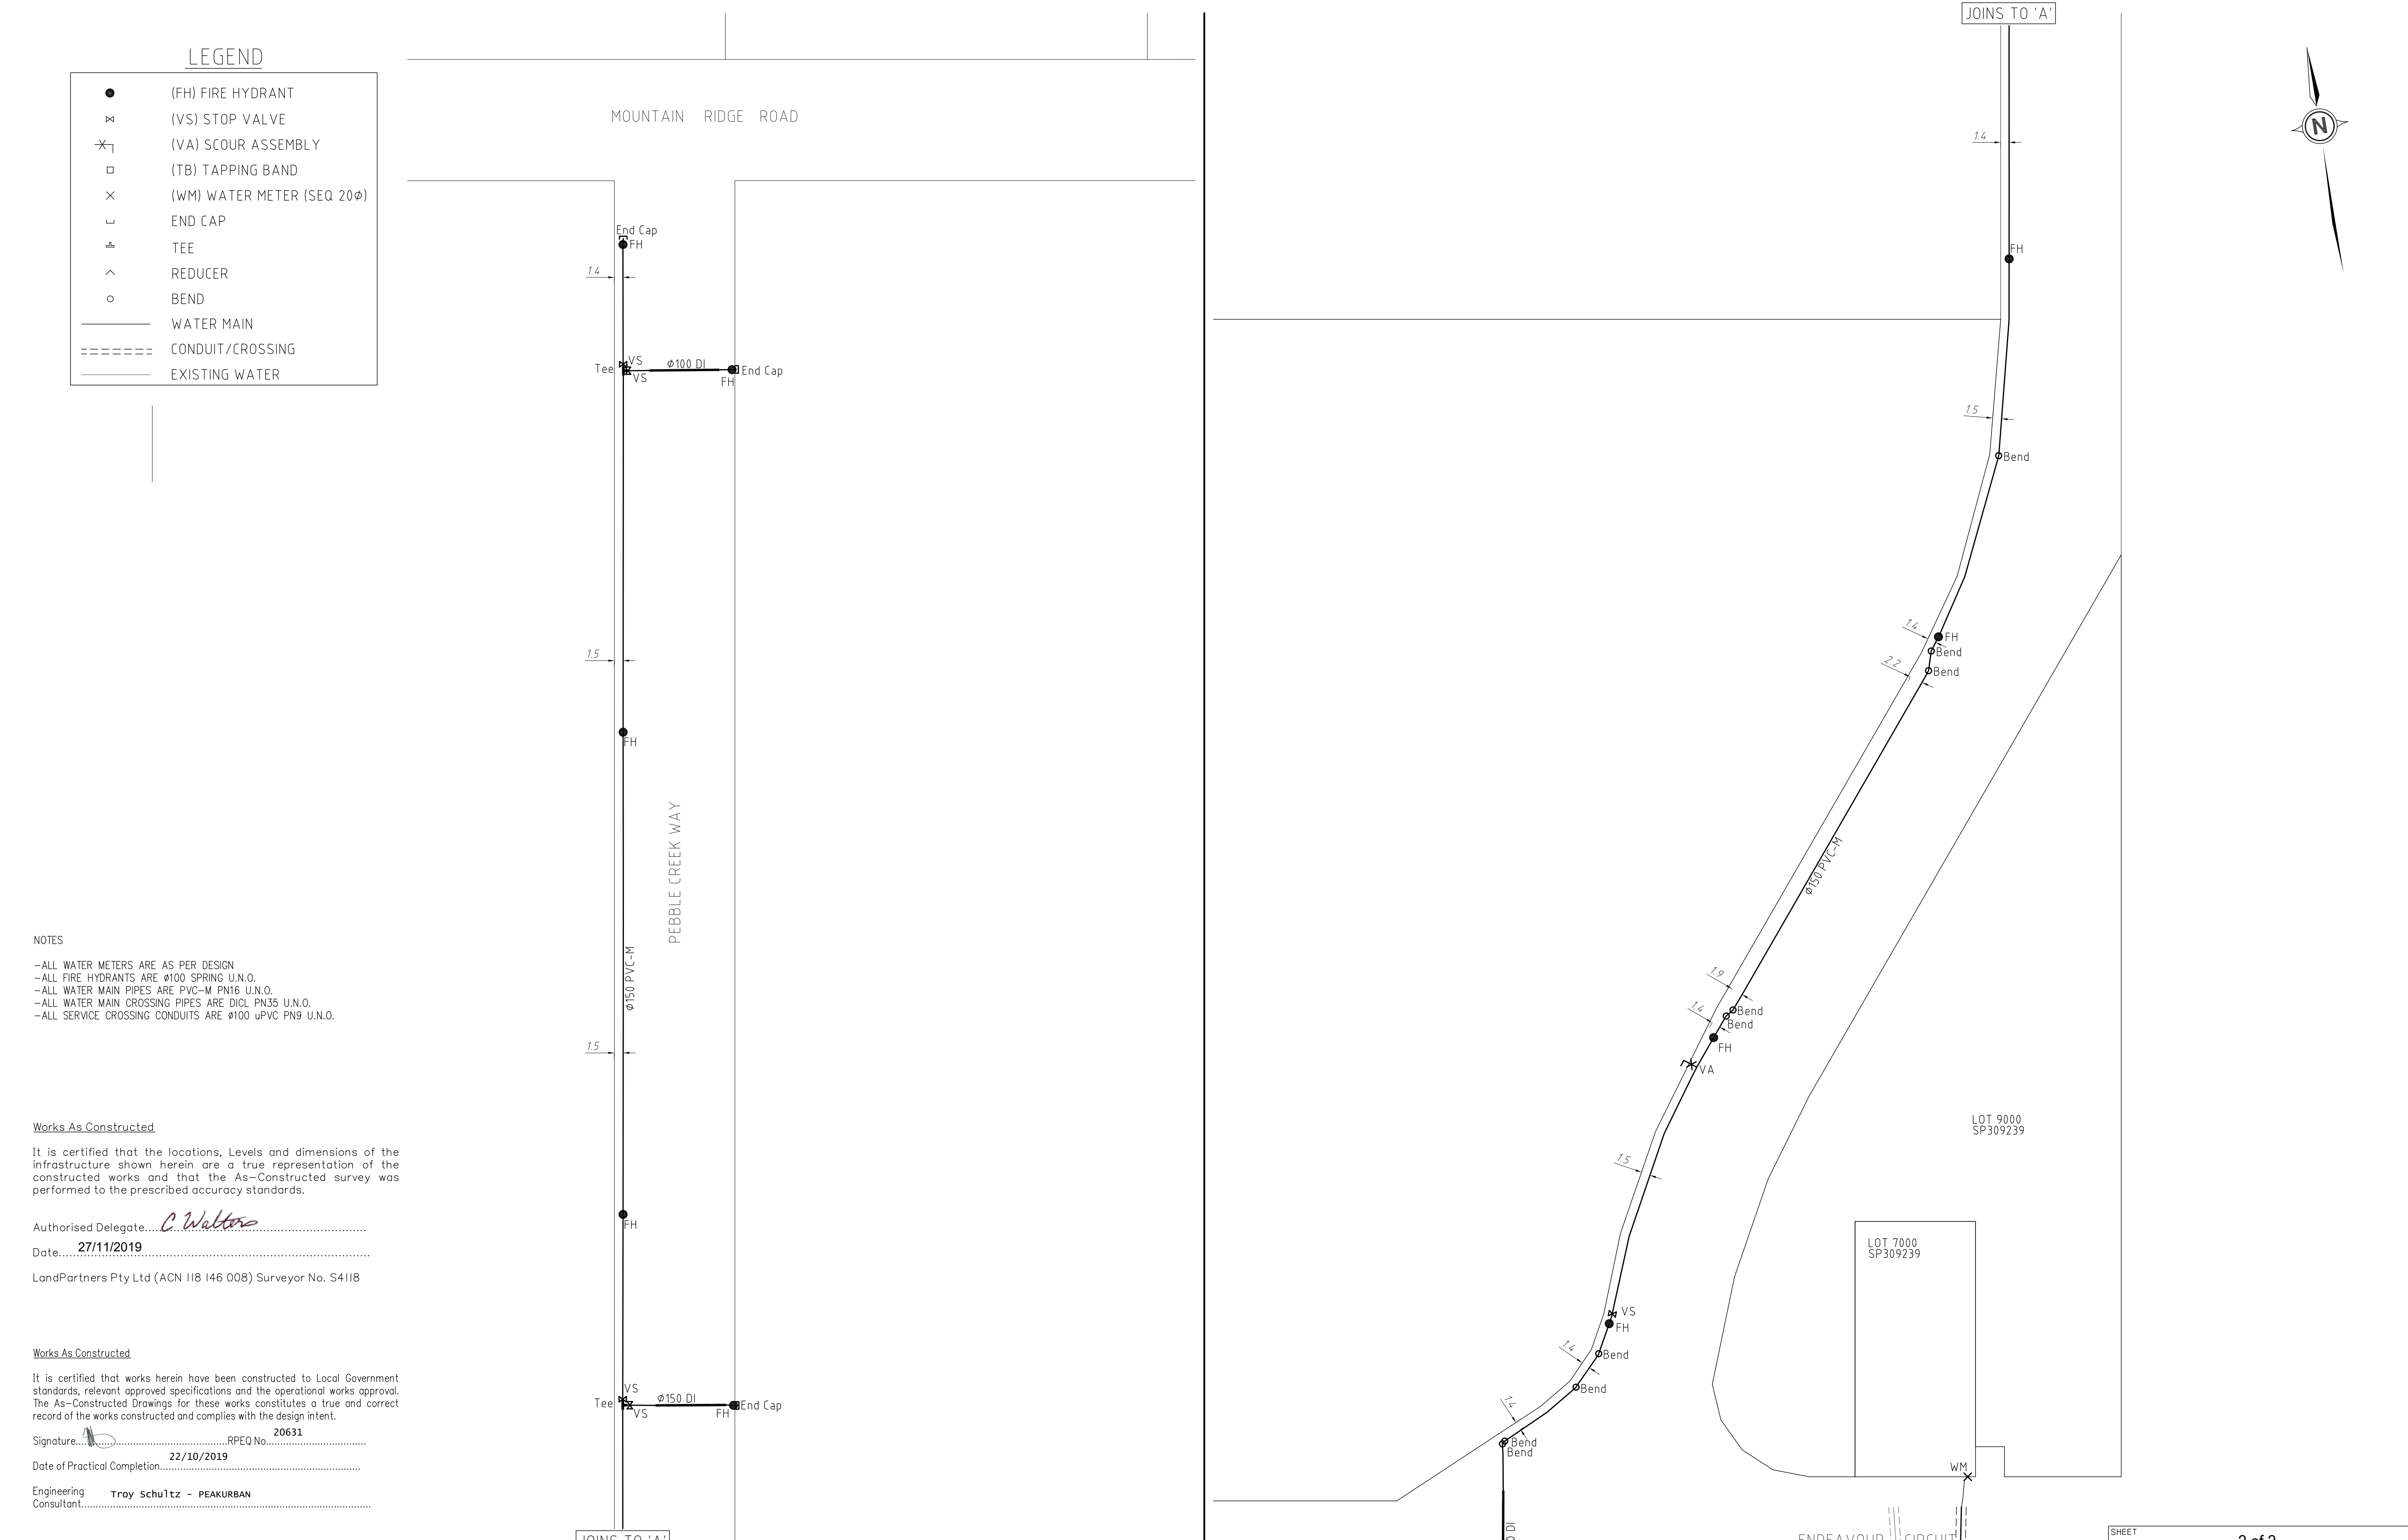 LEGEND
(FH) FIRE HYDRANT
(VS) STOP VALVE
(VA) SCOUR ASSEMBLY
(TB) TAPPING BAND
(WM) WATER METER (SEQ 20Ø)
END CAP
TEE
REDUCER
BEND
WATER MAIN
CONDUIT/CROSSING
EXISTING WATER
NOTES
-ALL WATER METERS ARE AS PER DESIGN
-ALL FIRE HYDRANTS ARE Ø100 SPRING U.N.O.
-ALL WATER MAIN PIPES ARE PVC-M PN16 U.N.O.
-ALL WATER MAIN CROSSING PIPES ARE DICL PN35 U.N.O.
-ALL SERVICE CROSSING CONDUITS ARE Ø100 uPVC PN9 U.N.O.
Works As Constructed
It is certified that the locations, Levels and dimensions of the
infrastructure shown herein are a true representation of the
constructed works and that the As-Constructed survey was
performed to the prescribed accuracy standards.
Authorised Delegate C Walters
Date 27/11/2019
LandPartners Pty Ltd (ACN 118 146 008) Surveyor No. S4118
Works As Constructed
It is certified that works herein have been constructed to Local Government
standards, relevant approved specifications and the operational works approval.
The As-Constructed Drawings for these works constitutes a true and correct
record of the works constructed and complies with the design intent.
Signature RPEQ No 20631
Date of Practical Completion 22/10/2019
Engineering
Consultant Troy Schultz - PEAKURBAN
MOUNTAIN RIDGE ROAD
End Cap
FH
1.4
VS
Tee
VS
Ø100 DI
FH
End Cap
1.5
FH
PEBBLE CREEK WAY
Ø150 PVC-M
1.5
FH
VS
Tee
VS
Ø150 DI
FH
End Cap
JOINS TO 'A'
JOINS TO 'A'
N
1.4
FH
1.5
Bend
1.4
FH
Bend
2.2
Bend
Ø150 PVC-M
1.9
1.4
Bend
Bend
FH
VA
LOT 9000
SP309239
1.5
LOT 7000
SP309239
VS
FH
1.4
Bend
Bend
1.4
Bend
Bend
WM
DI
ENDEAVOUR CIRCUIT
SHEET